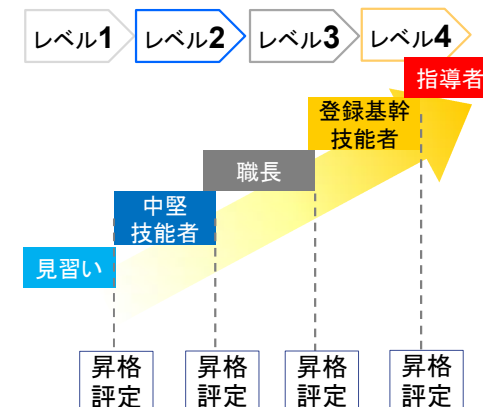 レベル1
レベル2
レベル3
レベル4
指導者
登録基幹
技能者
職長
中堅
技能者
見習い
昇格
評定
昇格
評定
昇格
評定
昇格
評定